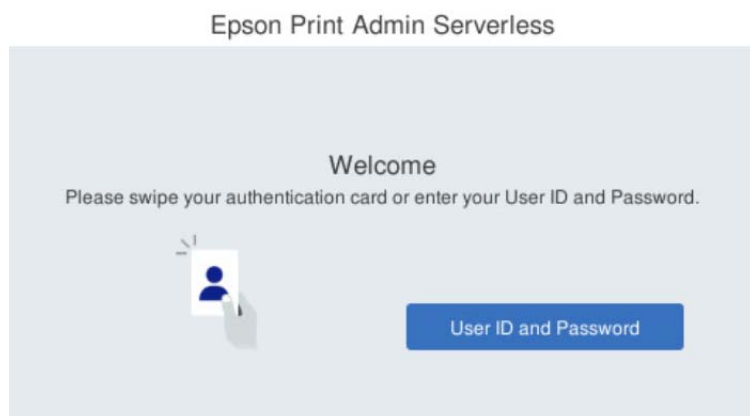 Epson Print Admin Serverless
Welcome
Please swipe your authentication card or enter your User ID and Password.
User ID and Password